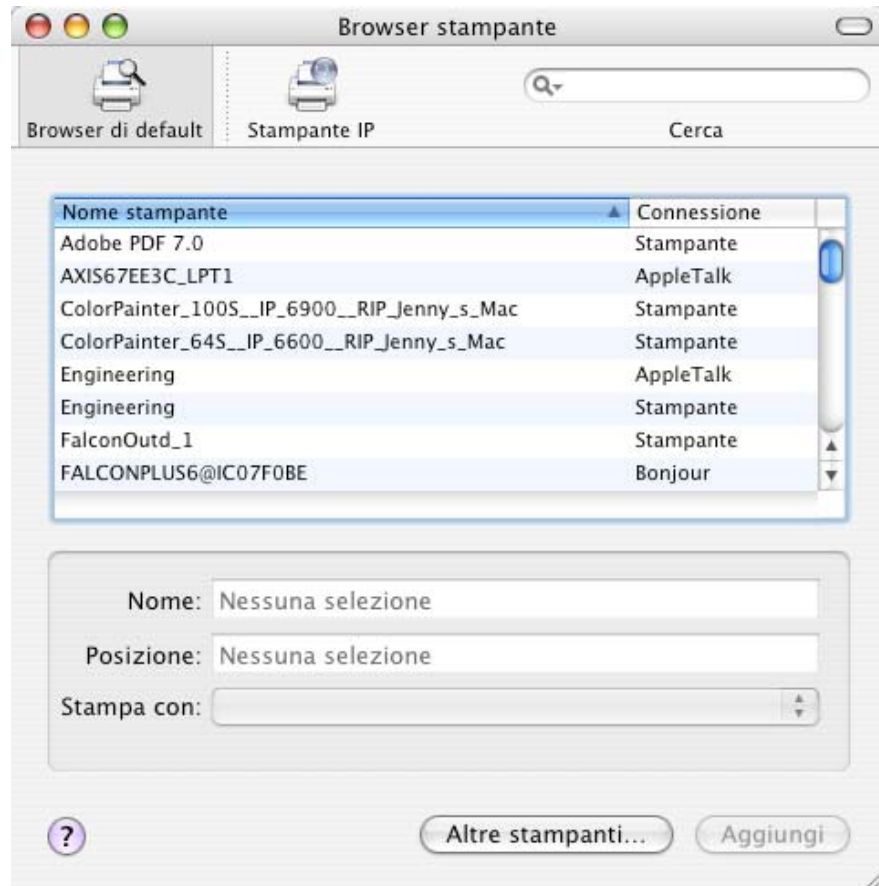 Browser stampante
Browser di default Stampante IP Cerca
Nome stampante Connessione
Adobe PDF 7.0 Stampante
AXIS67EE3C_LPT1 AppleTalk
ColorPainter_100S__IP_6900__RIP_Jenny_s_Mac Stampante
ColorPainter_64S__IP_6600__RIP_Jenny_s_Mac Stampante
Engineering AppleTalk
Engineering Stampante
FalconOutd_1 Stampante
FALCONPLUS6@IC07F0BE Bonjour
Nome: Nessuna selezione
Posizione: Nessuna selezione
Stampa con:
? Altre stampanti... Aggiungi